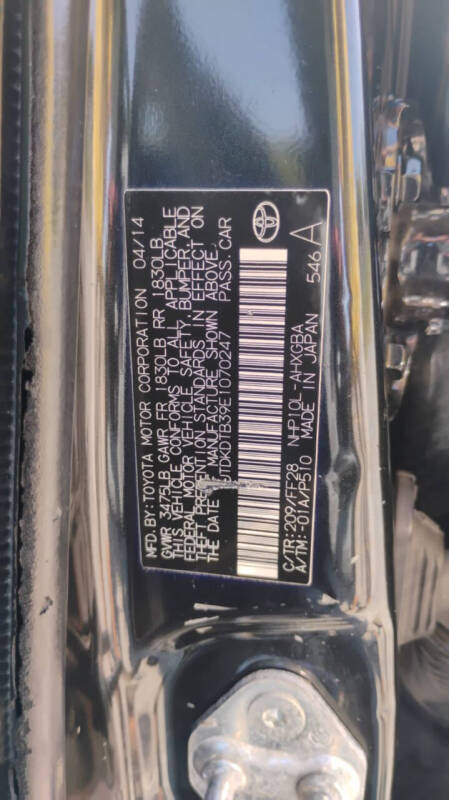 MFD. BY: TOYOTA MOTOR CORPORATION 04/14
GVWR 3475LB GAWR FR 1830LB RR 1830LB
THIS VEHICLE CONFORMS TO ALL APPLICABLE
FEDERAL MOTOR VEHICLE SAFETY, BUMPER, AND
THEFT PREVENTION STANDARDS IN EFFECT ON
THE DATE OF MANUFACTURE SHOWN ABOVE.
JTDKDTB39E1070247 PASS. CAR
C/TR: 209/FF28 NHP10L-AHXGBA
A/TM: -01A/P510 MADE IN JAPAN 546 A